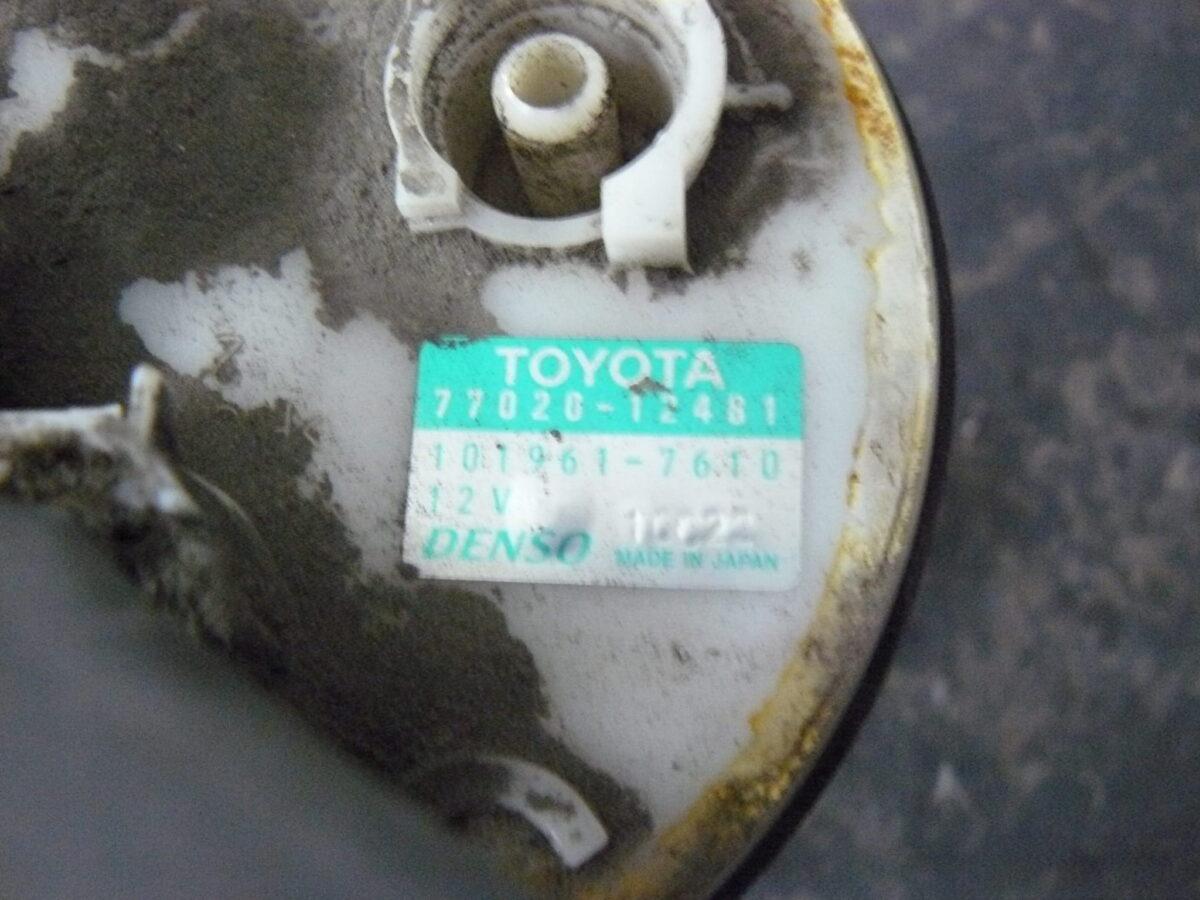 TOYOTA
77020-12481
101961-7610
12V
DENSO
MADE IN JAPAN